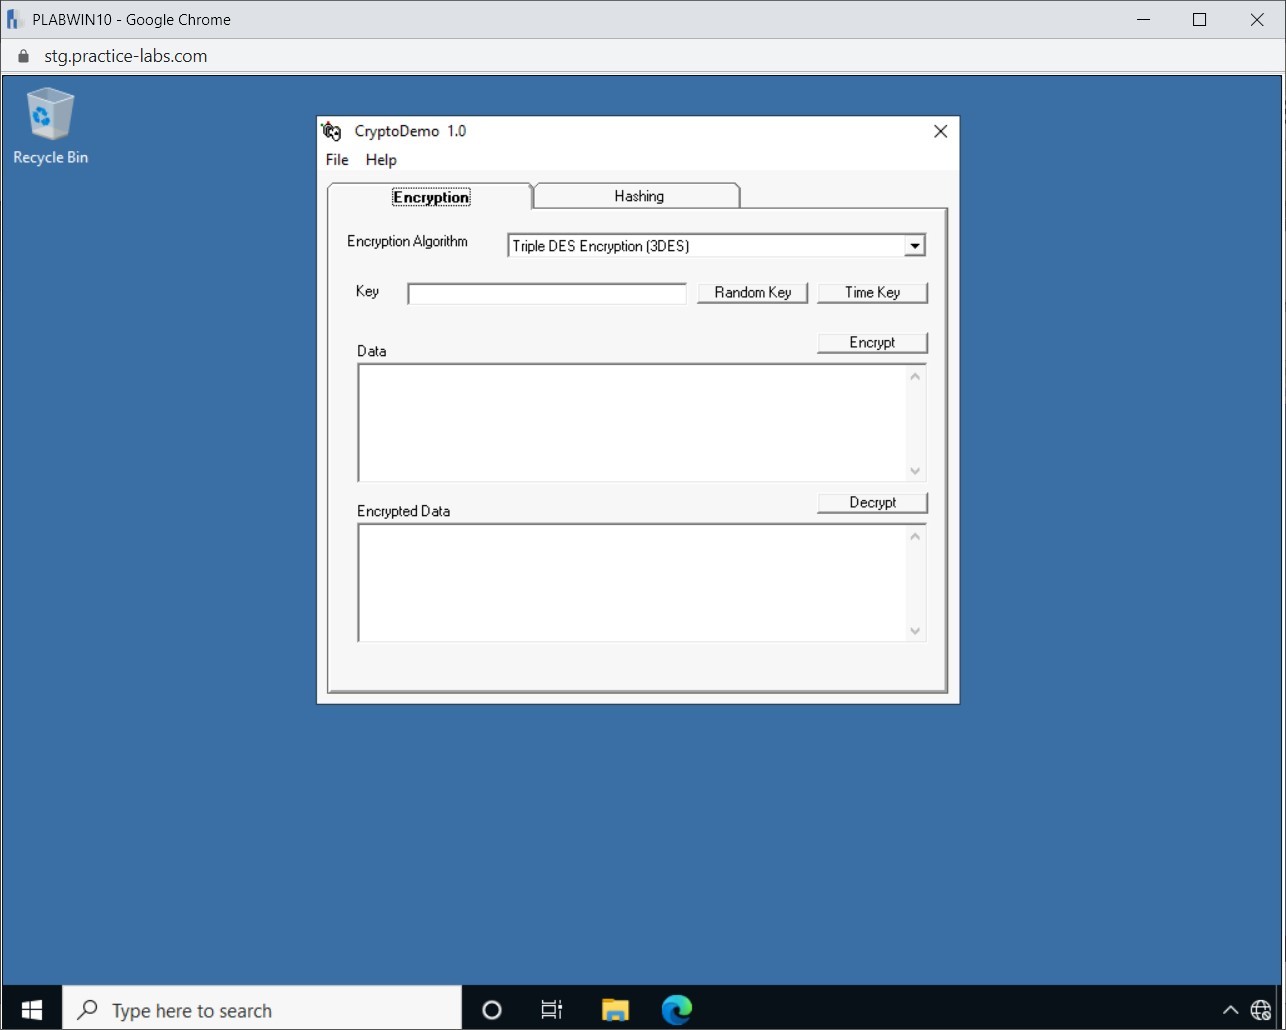 PLABWIN10 - Google Chrome
stg.practice-labs.com
Recycle Bin
CryptoDemo 1.0
File Help
Encryption Hashing
Encryption Algorithm Triple DES Encryption (3DES)
Key Random Key Time Key
Encrypt
Data
Decrypt
Encrypted Data
Type here to search